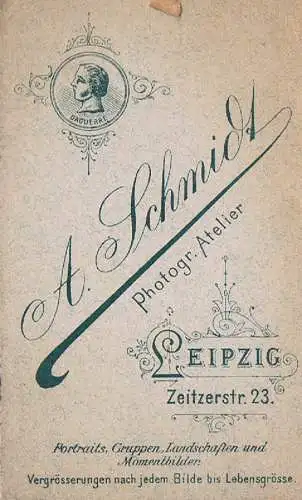 DAGUERRE
A. Schmidt
Photogr. Atelier
LEIPZIG
Zeitzerstr. 23.
Portraits, Gruppen, Landschaften und
Momentbilder.
Vergrösserungen nach jedem Bilde bis Lebensgrösse.